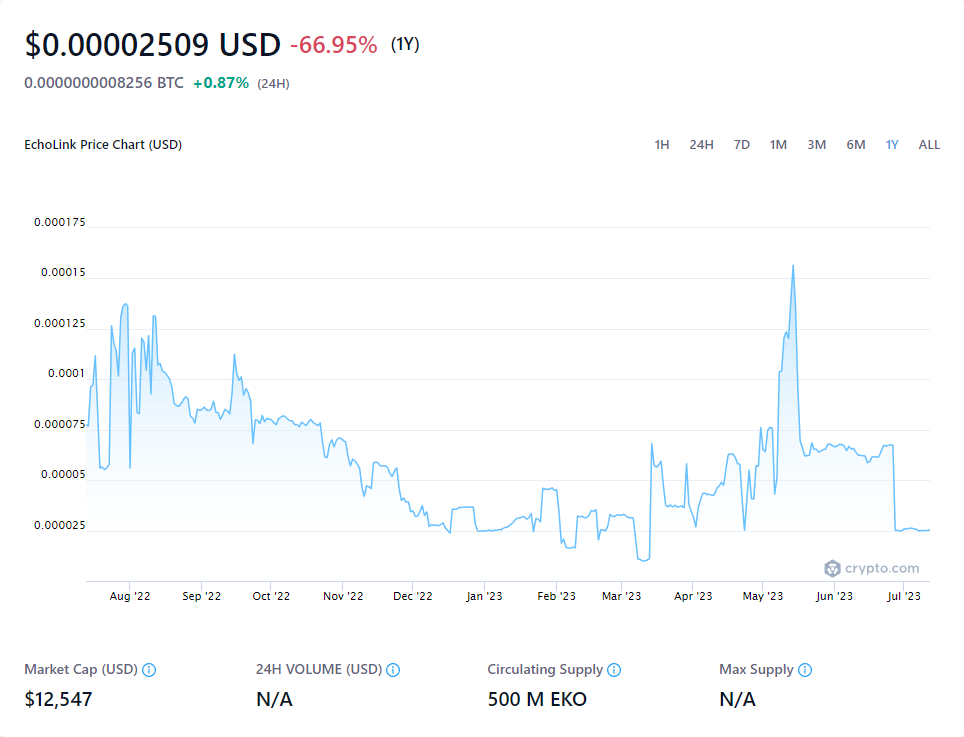 $0.00002509 USD -66.95% (1Y)
0.0000000008256 BTC +0.87% (24H)
EchoLink Price Chart (USD) 1H 24H 7D 1M 3M 6M 1Y ALL
0.000175
0.00015
0.000125
0.0001
0.000075
0.00005
0.000025
crypto.com
Aug '22 Sep '22 Oct '22 Nov '22 Dec '22 Jan '23 Feb '23 Mar '23 Apr '23 May '23 Jun '23 Jul '23
Market Cap (USD) 24H VOLUME (USD) Circulating Supply Max Supply
$12,547 N/A 500 M EKO N/A